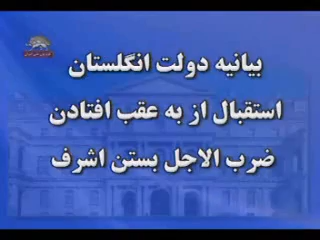 بیانیه دولت انگلستان
استقبال از به عقب افتادن
ضرب الاجل بستن اشرف